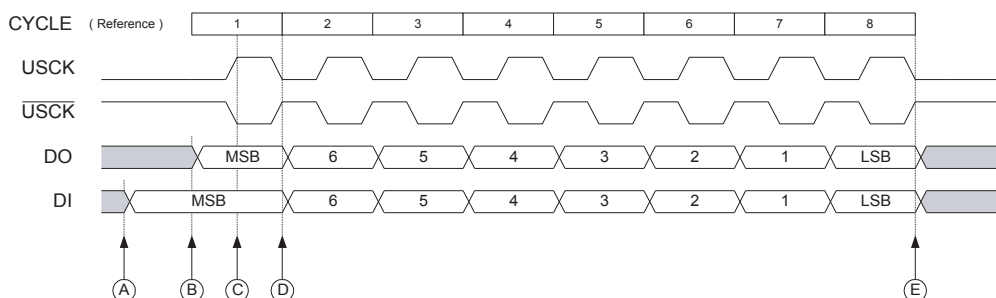 CYCLE ( Reference ) 1 2 3 4 5 6 7 8
USCK
USCK
DO MSB 6 5 4 3 2 1 LSB
DI MSB 6 5 4 3 2 1 LSB
A B C D E